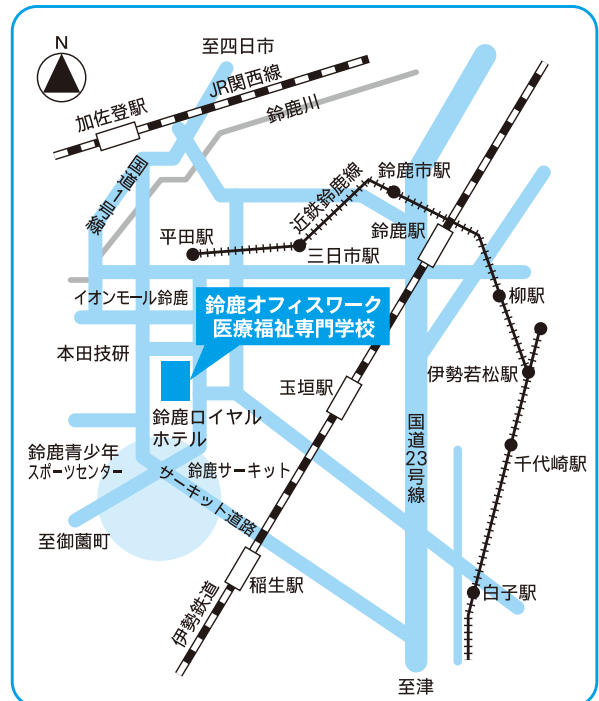 N
至四日市
JR関西線
加佐登駅
鈴鹿川
国道1号線
近鉄鈴鹿線
鈴鹿市駅
平田駅
鈴鹿駅
三日市駅
イオンモール鈴鹿
柳駅
鈴鹿オフィスワーク
医療福祉専門学校
本田技研
伊勢若松駅
玉垣駅
鈴鹿ロイヤル
ホテル
国道23号線
鈴鹿青少年
スポーツセンター
鈴鹿サーキット
千代崎駅
サーキット道路
至御薗町
稲生駅
白子駅
伊勢鉄道
至津